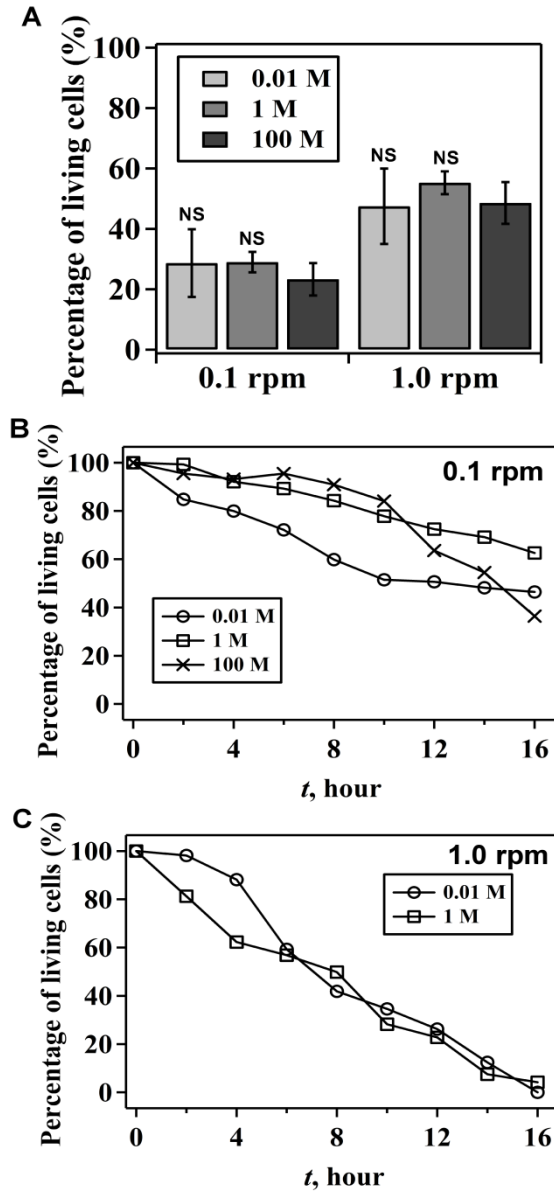 A
Percentage of living cells (%)
100
80
60
40
20
0
0.01 M
1 M
100 M
NS
NS
NS
NS
0.1 rpm
1.0 rpm
B
Percentage of living cells (%)
100
80
60
40
20
0
0.1 rpm
0.01 M
1 M
100 M
0
4
8
12
16
t, hour
C
Percentage of living cells (%)
100
80
60
40
20
0
1.0 rpm
0.01 M
1 M
0
4
8
12
16
t, hour